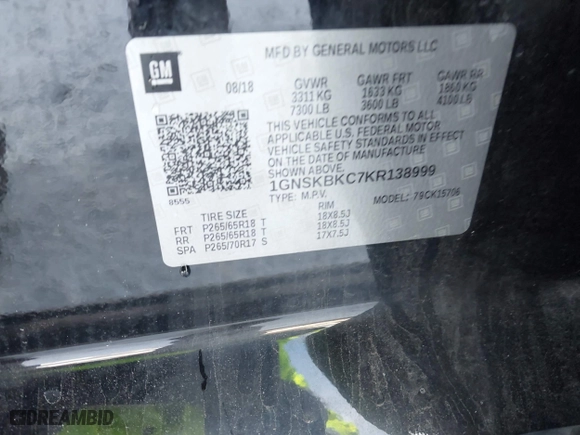 MFD BY GENERAL MOTORS LLC
GM
08/18 GVWR GAWR FRT GAWR RR
3311 KG 1633 KG 1860 KG
7300 LB 3600 LB 4100 LB
THIS VEHICLE CONFORMS TO ALL
APPLICABLE U.S. FEDERAL MOTOR
VEHICLE SAFETY STANDARDS IN EFFECT
ON THE DATE OF MANUFACTURE
SHOWN ABOVE.
1GNSKBKC7KR138999
8555
TYPE: M.P.V. MODEL: 79CK15706
TIRE SIZE RIM
FRT P265/65R18 T 18X8.5J
RR P265/65R18 T 18X8.5J
SPA P265/70R17 S 17X7.5J
DREAMBID